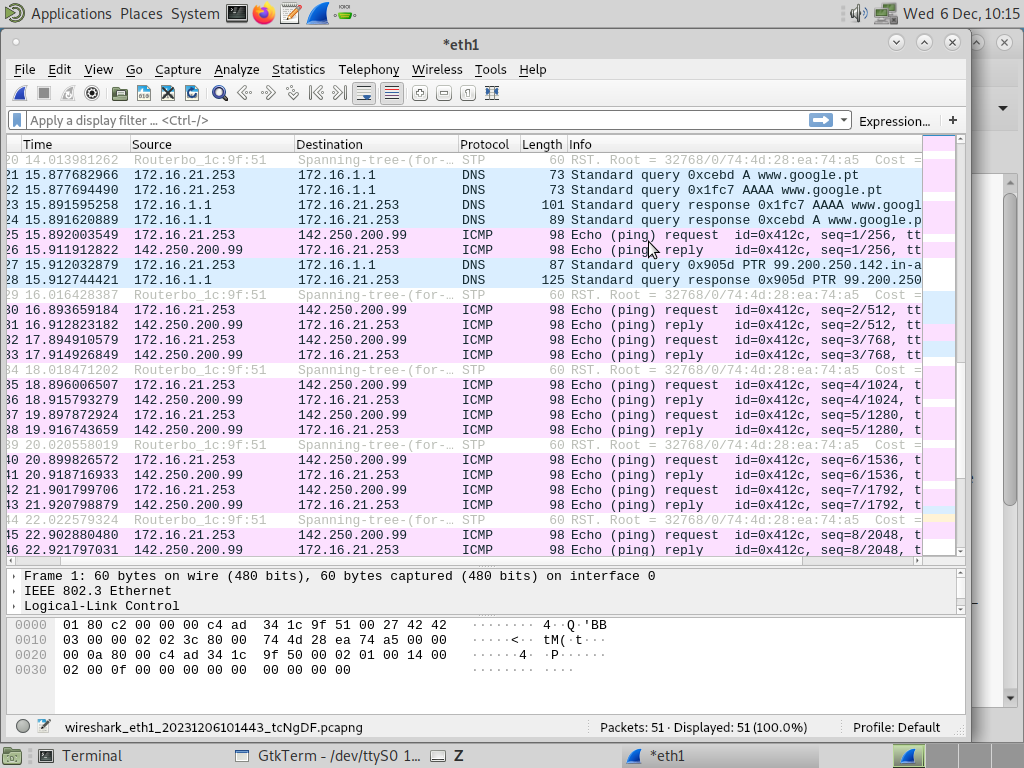 Applications Places System Wed 6 Dec, 10:15
*eth1
File Edit View Go Capture Analyze Statistics Telephony Wireless Tools Help
Apply a display filter ... <Ctrl-/> Expression... +
Time Source Destination Protocol Length Info
20 14.013981262 Routerbo_1c:9f:51 Spanning-tree-(for-… STP 60 RST. Root = 32768/0/74:4d:28:ea:74:a5 Cost =
21 15.877682966 172.16.21.253 172.16.1.1 DNS 73 Standard query 0xcebd A www.google.pt
22 15.877694490 172.16.21.253 172.16.1.1 DNS 73 Standard query 0x1fc7 AAAA www.google.pt
23 15.891595258 172.16.1.1 172.16.21.253 DNS 101 Standard query response 0x1fc7 AAAA www.googl
24 15.891620889 172.16.1.1 172.16.21.253 DNS 89 Standard query response 0xcebd A www.google.p
25 15.892003549 172.16.21.253 142.250.200.99 ICMP 98 Echo (ping) request id=0x412c, seq=1/256, tt
26 15.911912822 142.250.200.99 172.16.21.253 ICMP 98 Echo (ping) reply id=0x412c, seq=1/256, tt
27 15.912032879 172.16.21.253 172.16.1.1 DNS 87 Standard query 0x905d PTR 99.200.250.142.in-a
28 15.912744421 172.16.1.1 172.16.21.253 DNS 125 Standard query response 0x905d PTR 99.200.250
29 16.016428387 Routerbo_1c:9f:51 Spanning-tree-(for-… STP 60 RST. Root = 32768/0/74:4d:28:ea:74:a5 Cost =
30 16.893659184 172.16.21.253 142.250.200.99 ICMP 98 Echo (ping) request id=0x412c, seq=2/512, tt
31 16.912823182 142.250.200.99 172.16.21.253 ICMP 98 Echo (ping) reply id=0x412c, seq=2/512, tt
32 17.894910579 172.16.21.253 142.250.200.99 ICMP 98 Echo (ping) request id=0x412c, seq=3/768, tt
33 17.914926849 142.250.200.99 172.16.21.253 ICMP 98 Echo (ping) reply id=0x412c, seq=3/768, tt
34 18.018471202 Routerbo_1c:9f:51 Spanning-tree-(for-… STP 60 RST. Root = 32768/0/74:4d:28:ea:74:a5 Cost =
35 18.896006507 172.16.21.253 142.250.200.99 ICMP 98 Echo (ping) request id=0x412c, seq=4/1024, t
36 18.915793279 142.250.200.99 172.16.21.253 ICMP 98 Echo (ping) reply id=0x412c, seq=4/1024, t
37 19.897872924 172.16.21.253 142.250.200.99 ICMP 98 Echo (ping) request id=0x412c, seq=5/1280, t
38 19.916743659 142.250.200.99 172.16.21.253 ICMP 98 Echo (ping) reply id=0x412c, seq=5/1280, t
39 20.020558019 Routerbo_1c:9f:51 Spanning-tree-(for-… STP 60 RST. Root = 32768/0/74:4d:28:ea:74:a5 Cost =
40 20.899826572 172.16.21.253 142.250.200.99 ICMP 98 Echo (ping) request id=0x412c, seq=6/1536, t
41 20.918716933 142.250.200.99 172.16.21.253 ICMP 98 Echo (ping) reply id=0x412c, seq=6/1536, t
42 21.901799706 172.16.21.253 142.250.200.99 ICMP 98 Echo (ping) request id=0x412c, seq=7/1792, t
43 21.920798879 142.250.200.99 172.16.21.253 ICMP 98 Echo (ping) reply id=0x412c, seq=7/1792, t
44 22.022579324 Routerbo_1c:9f:51 Spanning-tree-(for-… STP 60 RST. Root = 32768/0/74:4d:28:ea:74:a5 Cost =
45 22.902880480 172.16.21.253 142.250.200.99 ICMP 98 Echo (ping) request id=0x412c, seq=8/2048, t
46 22.921797031 142.250.200.99 172.16.21.253 ICMP 98 Echo (ping) reply id=0x412c, seq=8/2048, t
Frame 1: 60 bytes on wire (480 bits), 60 bytes captured (480 bits) on interface 0
IEEE 802.3 Ethernet
Logical-Link Control
0000 01 80 c2 00 00 00 c4 ad 34 1c 9f 51 00 27 42 42 ········ 4··Q·'BB
0010 03 00 00 02 02 3c 80 00 74 4d 28 ea 74 a5 00 00 ·····<·· tM(·t···
0020 00 0a 80 00 c4 ad 34 1c 9f 50 00 02 01 00 14 00 ······4· ·P······
0030 02 00 0f 00 00 00 00 00 00 00 00 00 ········ ····
wireshark_eth1_20231206101443_tcNgDF.pcapng Packets: 51 · Displayed: 51 (100.0%) Profile: Default
Terminal GtkTerm - /dev/ttyS0 1... Z *eth1